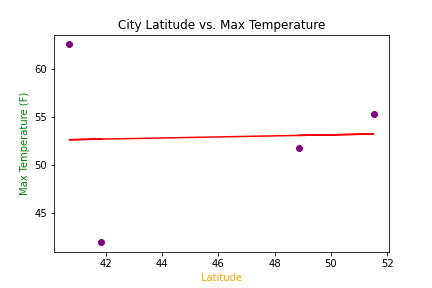 City Latitude vs. Max Temperature
Max Temperature (F)
60
55
50
45
42 44 46 48 50 52
Latitude